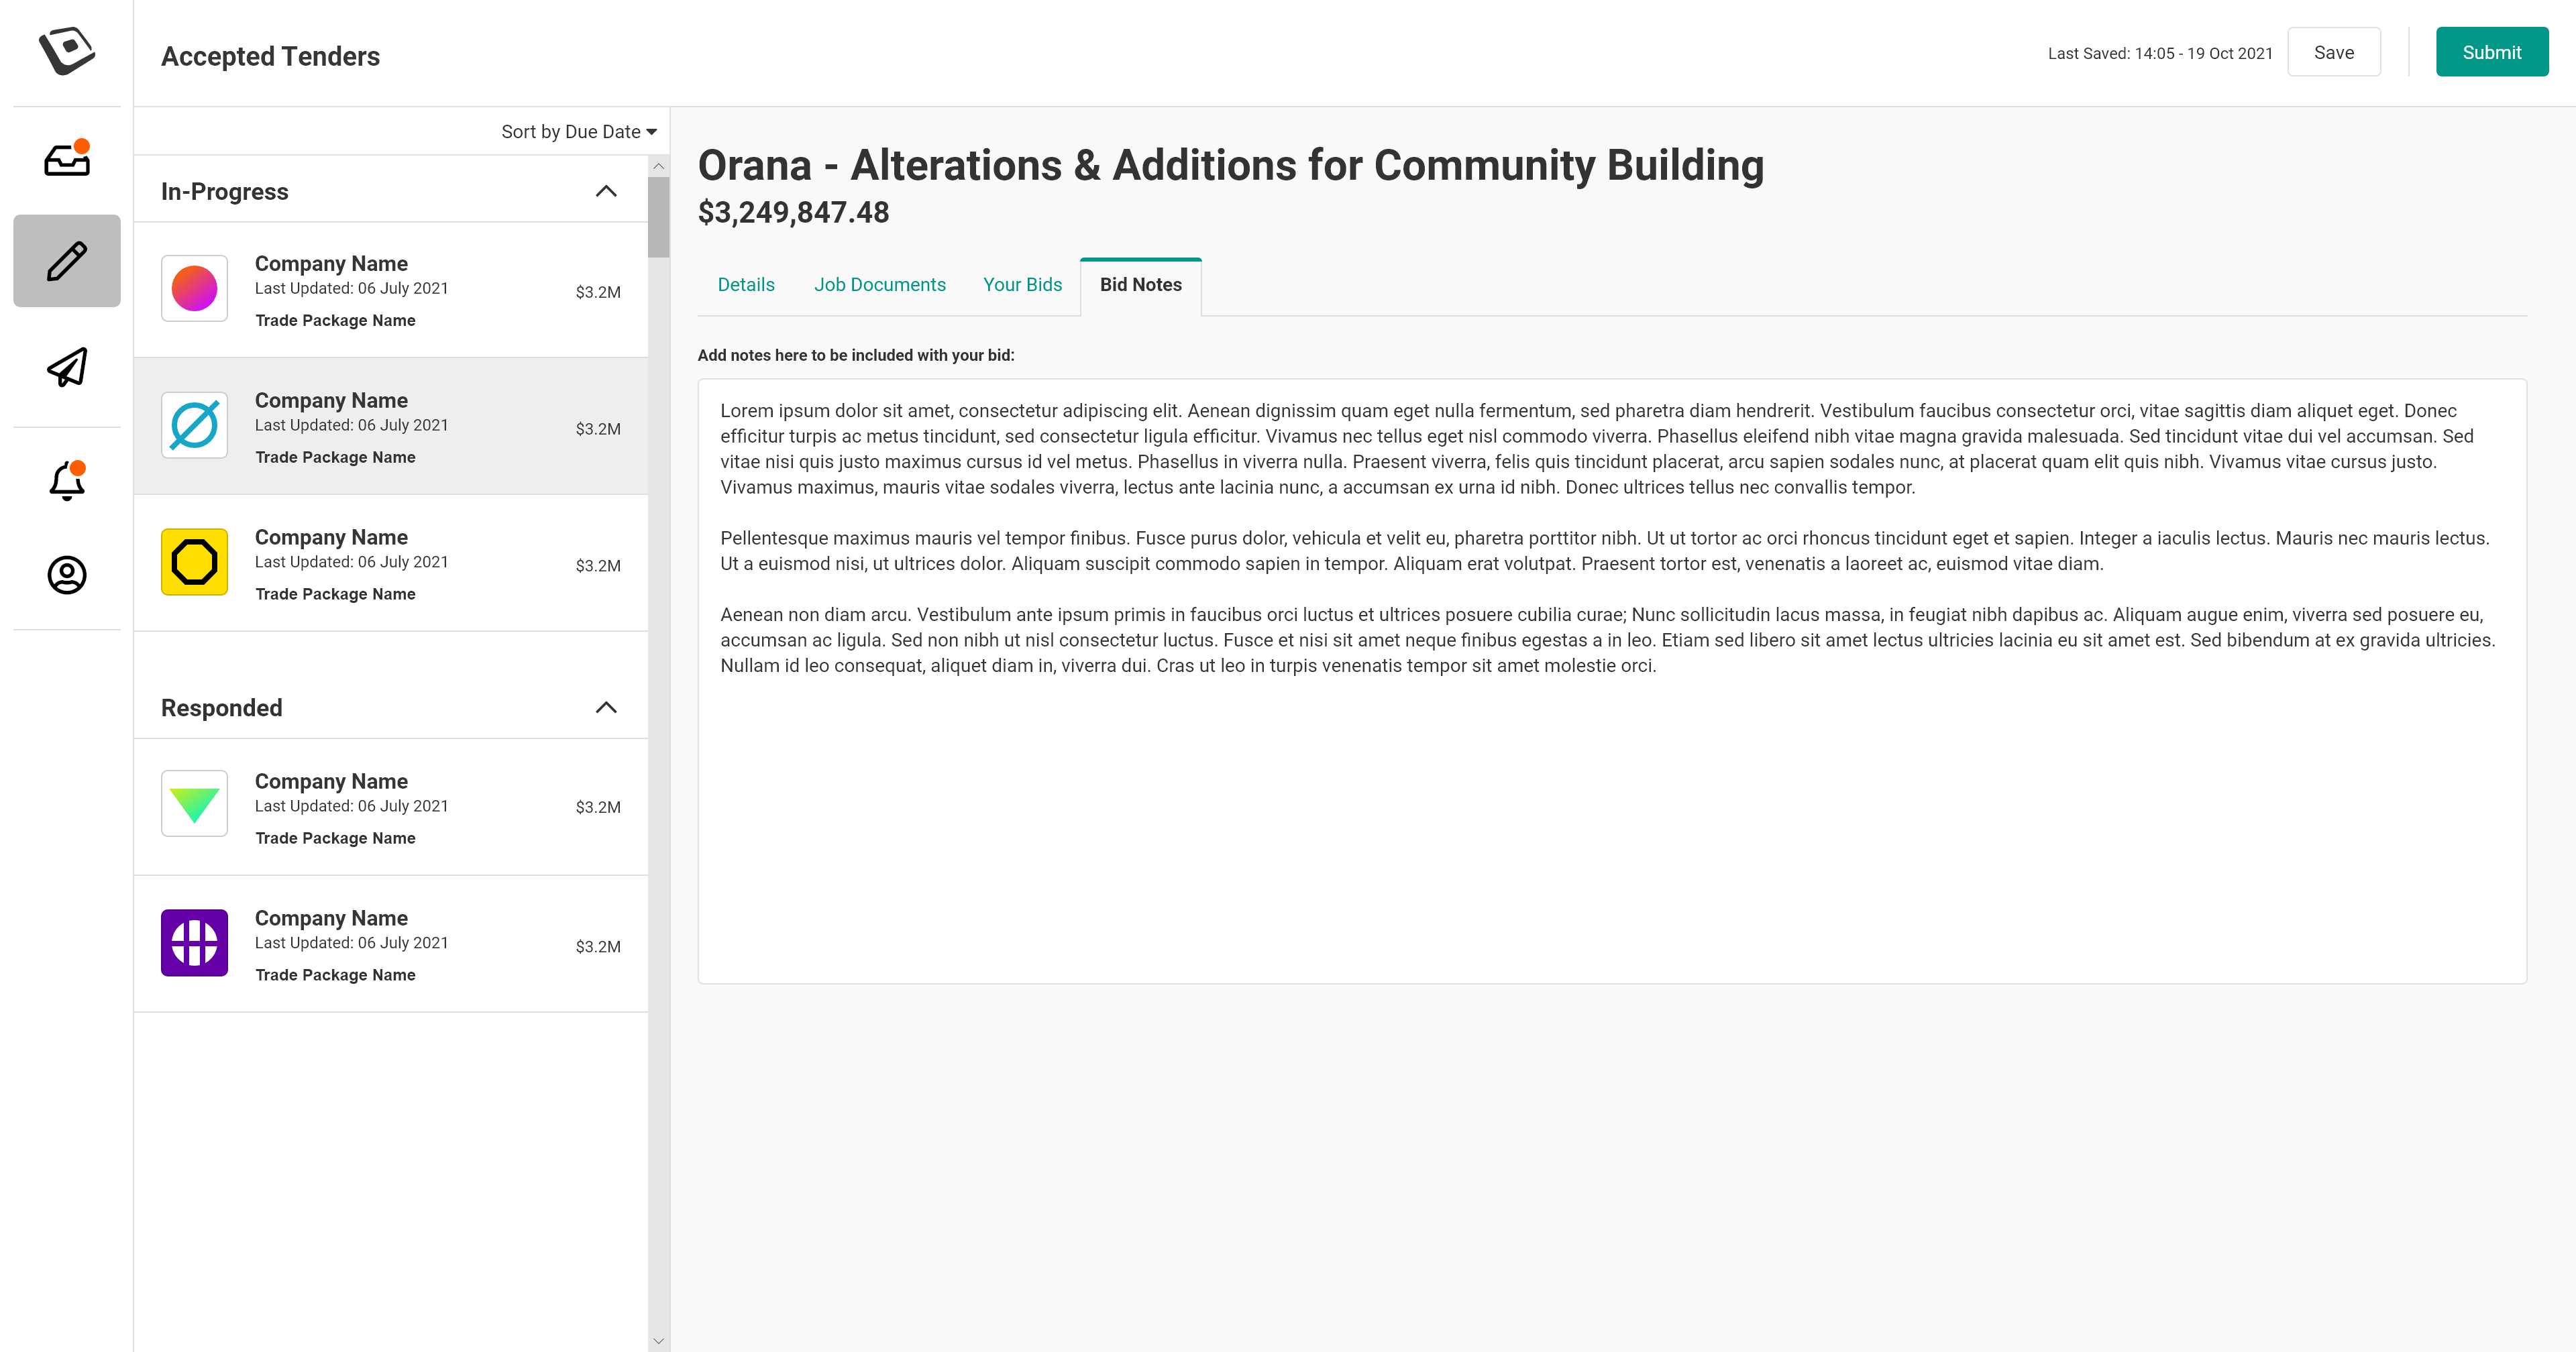 Accepted Tenders
Last Saved: 14:05 - 19 Oct 2021
Save
Submit
Sort by Due Date
In-Progress
Company Name
Last Updated: 06 July 2021
$3.2M
Trade Package Name
Company Name
Last Updated: 06 July 2021
$3.2M
Trade Package Name
Company Name
Last Updated: 06 July 2021
$3.2M
Trade Package Name
Responded
Company Name
Last Updated: 06 July 2021
$3.2M
Trade Package Name
Company Name
Last Updated: 06 July 2021
$3.2M
Trade Package Name
Orana - Alterations & Additions for Community Building
$3,249,847.48
Details
Job Documents
Your Bids
Bid Notes
Add notes here to be included with your bid:
Lorem ipsum dolor sit amet, consectetur adipiscing elit. Aenean dignissim quam eget nulla fermentum, sed pharetra diam hendrerit. Vestibulum faucibus consectetur orci, vitae sagittis diam aliquet eget. Donec
efficitur turpis ac metus tincidunt, sed consectetur ligula efficitur. Vivamus nec tellus eget nisl commodo viverra. Phasellus eleifend nibh vitae magna gravida malesuada. Sed tincidunt vitae dui vel accumsan. Sed
vitae nisi quis justo maximus cursus id vel metus. Phasellus in viverra nulla. Praesent viverra, felis quis tincidunt placerat, arcu sapien sodales nunc, at placerat quam elit quis nibh. Vivamus vitae cursus justo.
Vivamus maximus, mauris vitae sodales viverra, lectus ante lacinia nunc, a accumsan ex urna id nibh. Donec ultrices tellus nec convallis tempor.
Pellentesque maximus mauris vel tempor finibus. Fusce purus dolor, vehicula et velit eu, pharetra porttitor nibh. Ut ut tortor ac orci rhoncus tincidunt eget et sapien. Integer a iaculis lectus. Mauris nec mauris lectus.
Ut a euismod nisi, ut ultrices dolor. Aliquam suscipit commodo sapien in tempor. Aliquam erat volutpat. Praesent tortor est, venenatis a laoreet ac, euismod vitae diam.
Aenean non diam arcu. Vestibulum ante ipsum primis in faucibus orci luctus et ultrices posuere cubilia curae; Nunc sollicitudin lacus massa, in feugiat nibh dapibus ac. Aliquam augue enim, viverra sed posuere eu,
accumsan ac ligula. Sed non nibh ut nisl consectetur luctus. Fusce et nisi sit amet neque finibus egestas a in leo. Etiam sed libero sit amet lectus ultricies lacinia eu sit amet est. Sed bibendum at ex gravida ultricies.
Nullam id leo consequat, aliquet diam in, viverra dui. Cras ut leo in turpis venenatis tempor sit amet molestie orci.